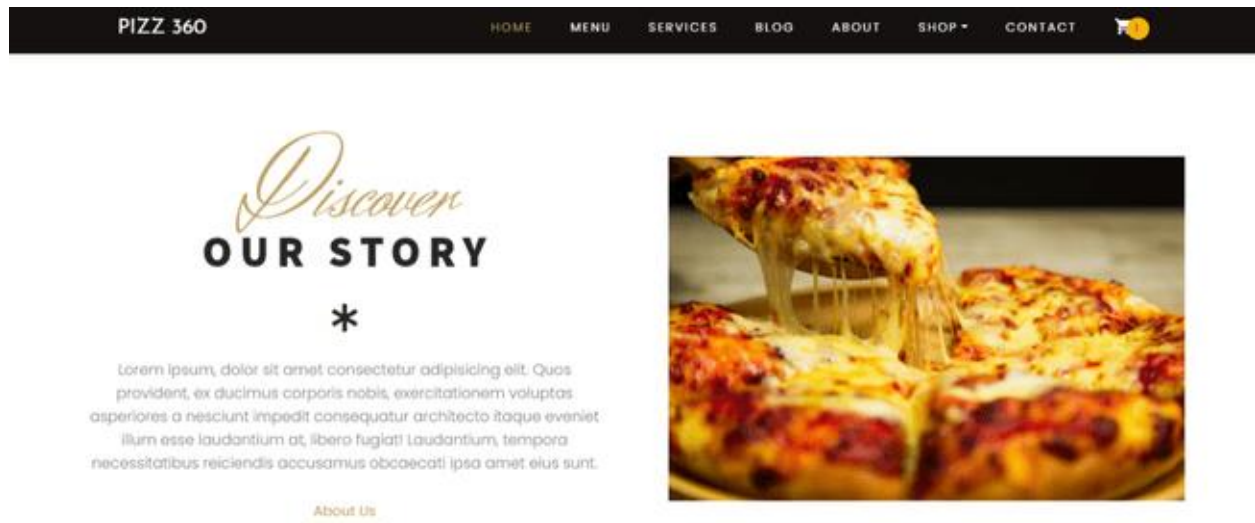 PIZZ 360 HOME MENU SERVICES BLOG ABOUT SHOP CONTACT 1
Discover
OUR STORY
*
Lorem ipsum, dolor sit amet consectetur adipisicing elit. Quos
provident, ex ducimus corporis nobis, exercitationem voluptas
asperiores a nesciunt impedit consequatur architecto itaque eveniet
illum esse laudantium at, libero fugiat! Laudantium, tempora
necessitatibus reiciendis accusamus obcaecati ipsa amet eius sunt.
About Us